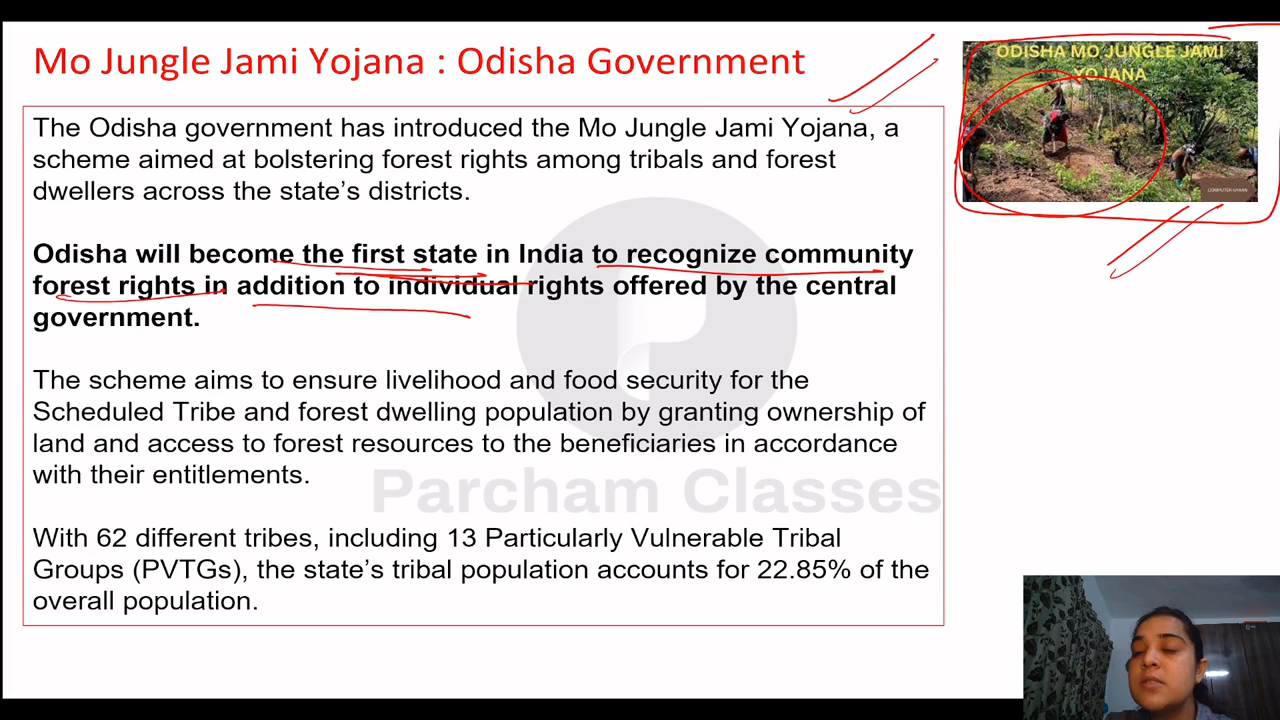 Mo Jungle Jami Yojana : Odisha Government
ODISHA MO JUNGLE JAMI
YOJANA
COMPUTER GYAAN
The Odisha government has introduced the Mo Jungle Jami Yojana, a
scheme aimed at bolstering forest rights among tribals and forest
dwellers across the state’s districts.
Odisha will become the first state in India to recognize community
forest rights in addition to individual rights offered by the central
government.
The scheme aims to ensure livelihood and food security for the
Scheduled Tribe and forest dwelling population by granting ownership of
land and access to forest resources to the beneficiaries in accordance
with their entitlements.
Parcham Classes
With 62 different tribes, including 13 Particularly Vulnerable Tribal
Groups (PVTGs), the state’s tribal population accounts for 22.85% of the
overall population.